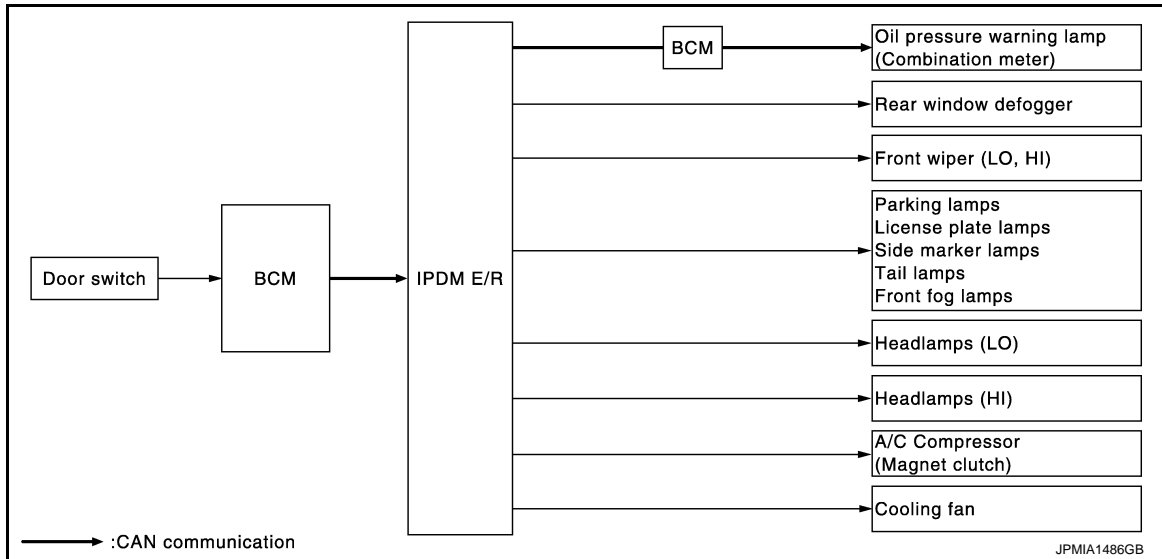 BCM
Oil pressure warning lamp
(Combination meter)
Rear window defogger
Front wiper (LO, HI)
Parking lamps
License plate lamps
Side marker lamps
Tail lamps
Front fog lamps
Door switch
BCM
IPDM E/R
Headlamps (LO)
Headlamps (HI)
A/C Compressor
(Magnet clutch)
Cooling fan
:CAN communication
JPMIA1486GB